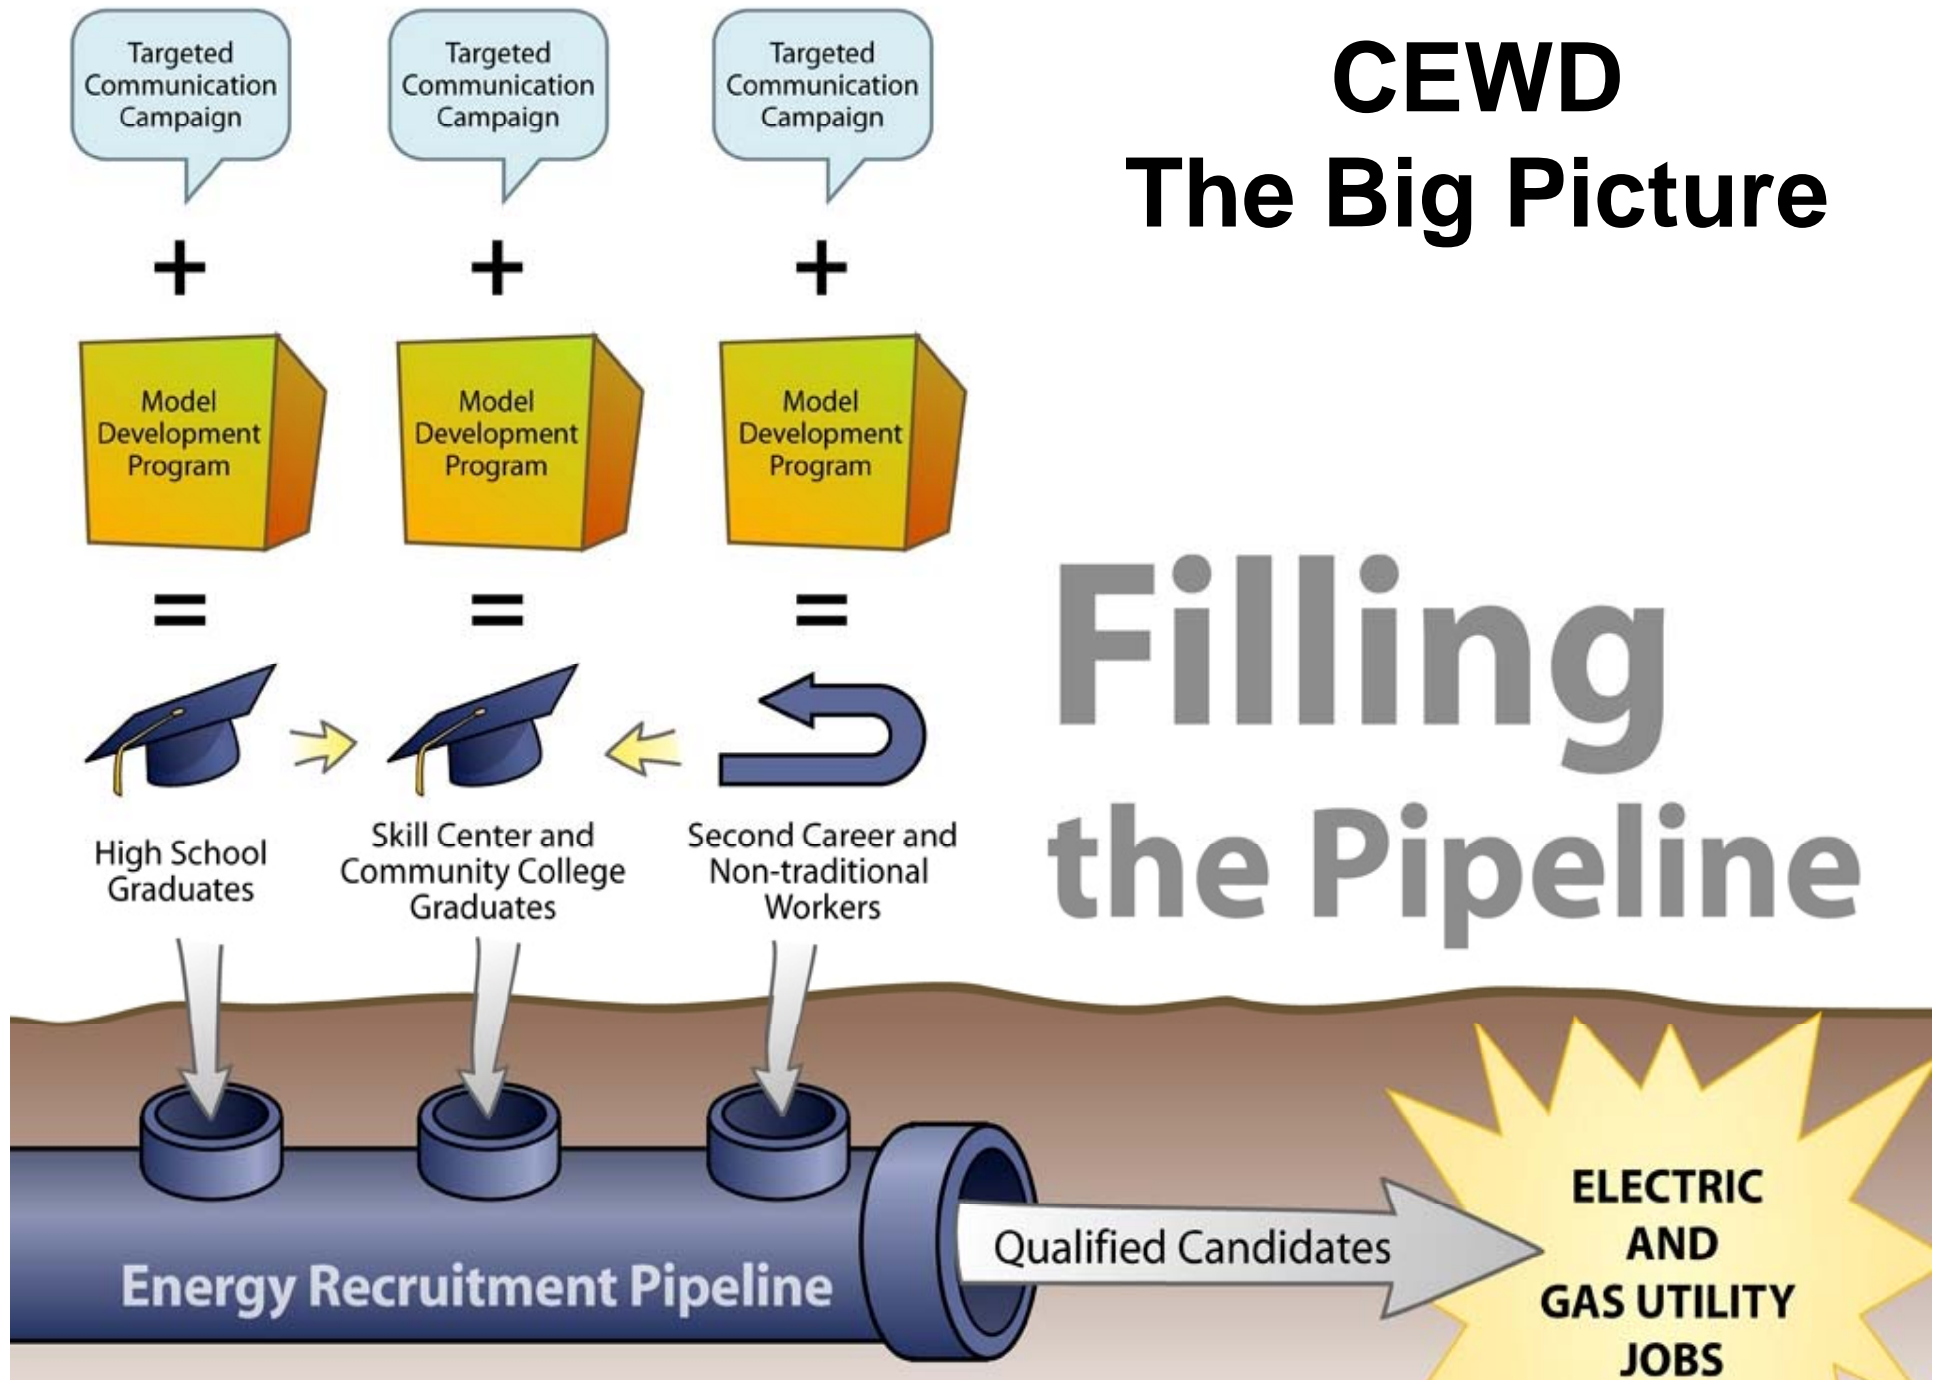 CEWD
The Big Picture
Targeted
Communication
Campaign
Targeted
Communication
Campaign
Targeted
Communication
Campaign
+
+
+
Model
Development
Program
Model
Development
Program
Model
Development
Program
=
=
=
High School
Graduates
Skill Center and
Community College
Graduates
Second Career and
Non-traditional
Workers
Filling
the Pipeline
Energy Recruitment Pipeline
Qualified Candidates
ELECTRIC
AND
GAS UTILITY
JOBS